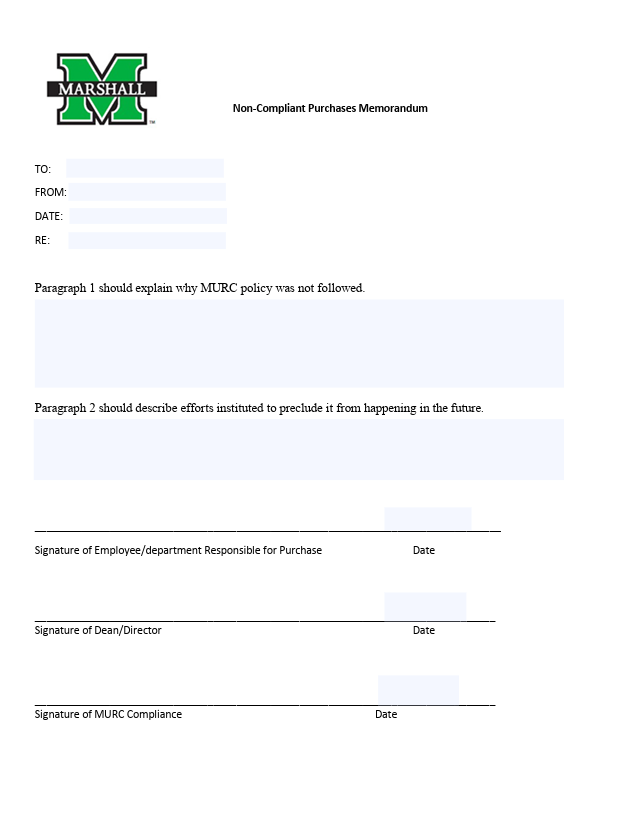 MARSHALL
TM
Non-Compliant Purchases Memorandum
TO:
FROM:
DATE:
RE:
Paragraph 1 should explain why MURC policy was not followed.
Paragraph 2 should describe efforts instituted to preclude it from happening in the future.
Signature of Employee/department Responsible for Purchase Date
Signature of Dean/Director Date
Signature of MURC Compliance Date